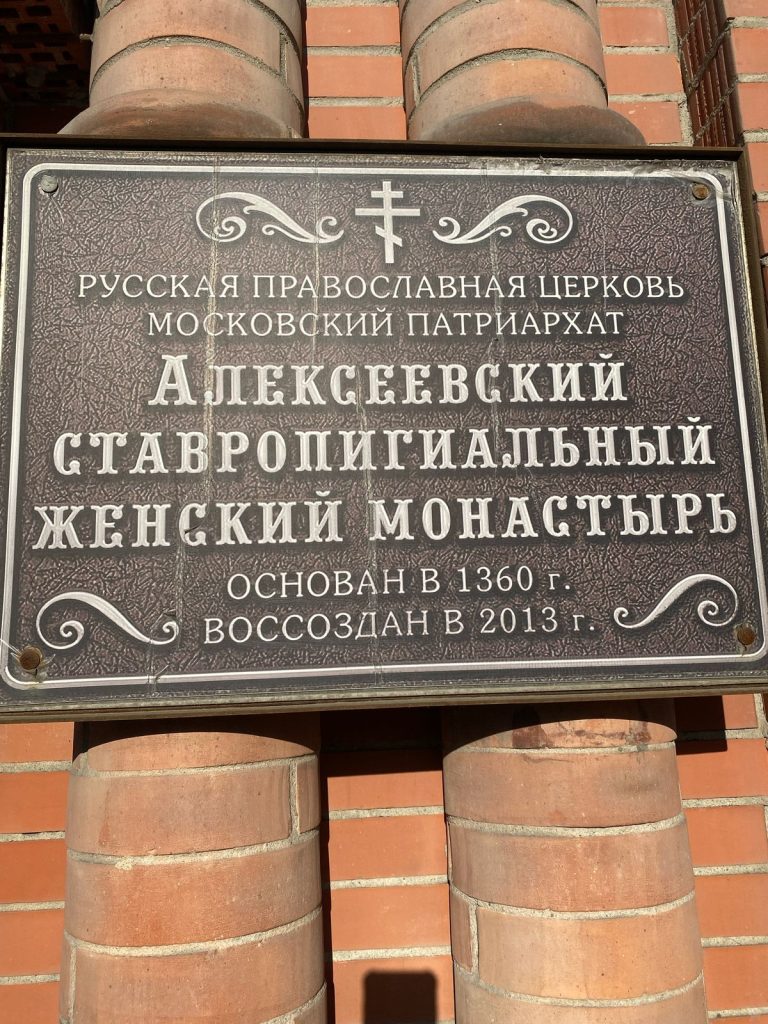 РУССКАЯ ПРАВОСЛАВНАЯ ЦЕРКОВЬ
МОСКОВСКИЙ ПАТРИАРХАТ
АЛЕКСЕЕВСКИЙ
СТАВРОПИГИАЛЬНЫЙ
ЖЕНСКИЙ МОНАСТЫРЬ
ОСНОВАН В 1360 г.
ВОССОЗДАН В 2013 г.